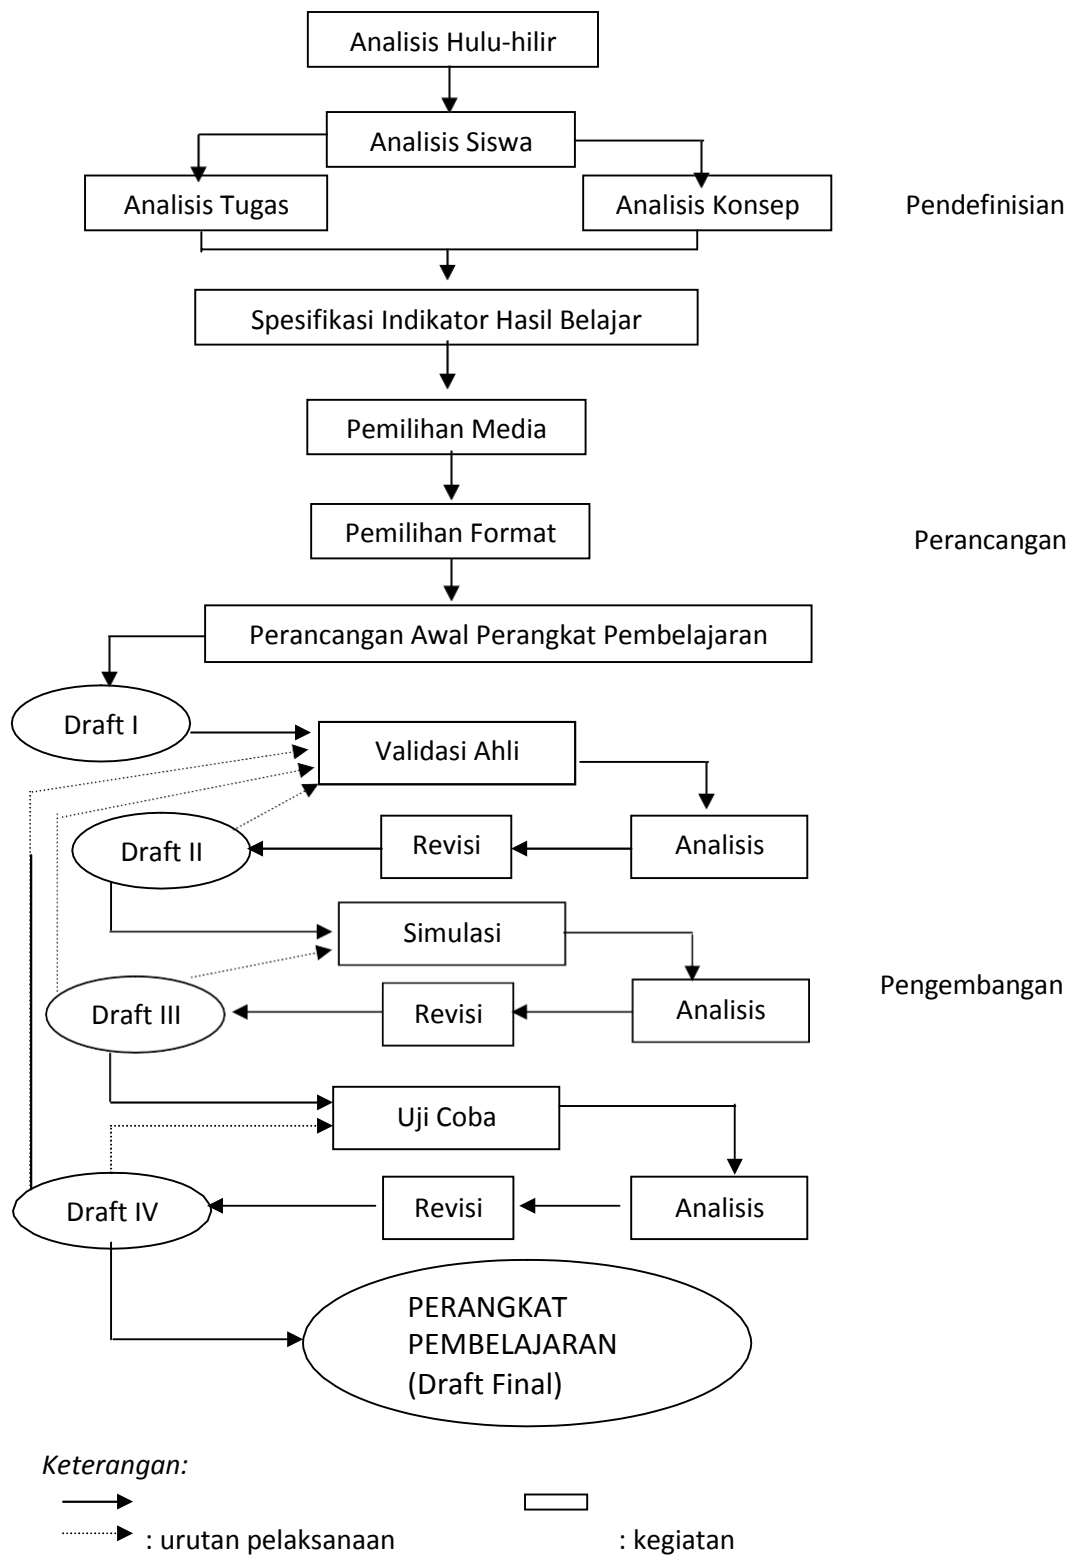 Analisis Hulu-hilir
Analisis Siswa
Analisis Tugas
Analisis Konsep
Pendefinisian
Spesifikasi Indikator Hasil Belajar
Pemilihan Media
Pemilihan Format
Perancangan
Perancangan Awal Perangkat Pembelajaran
Draft I
Validasi Ahli
Draft II
Revisi
Analisis
Simulasi
Pengembangan
Draft III
Revisi
Analisis
Uji Coba
Draft IV
Revisi
Analisis
PERANGKAT
PEMBELAJARAN
(Draft Final)
Keterangan:
: urutan pelaksanaan
: kegiatan